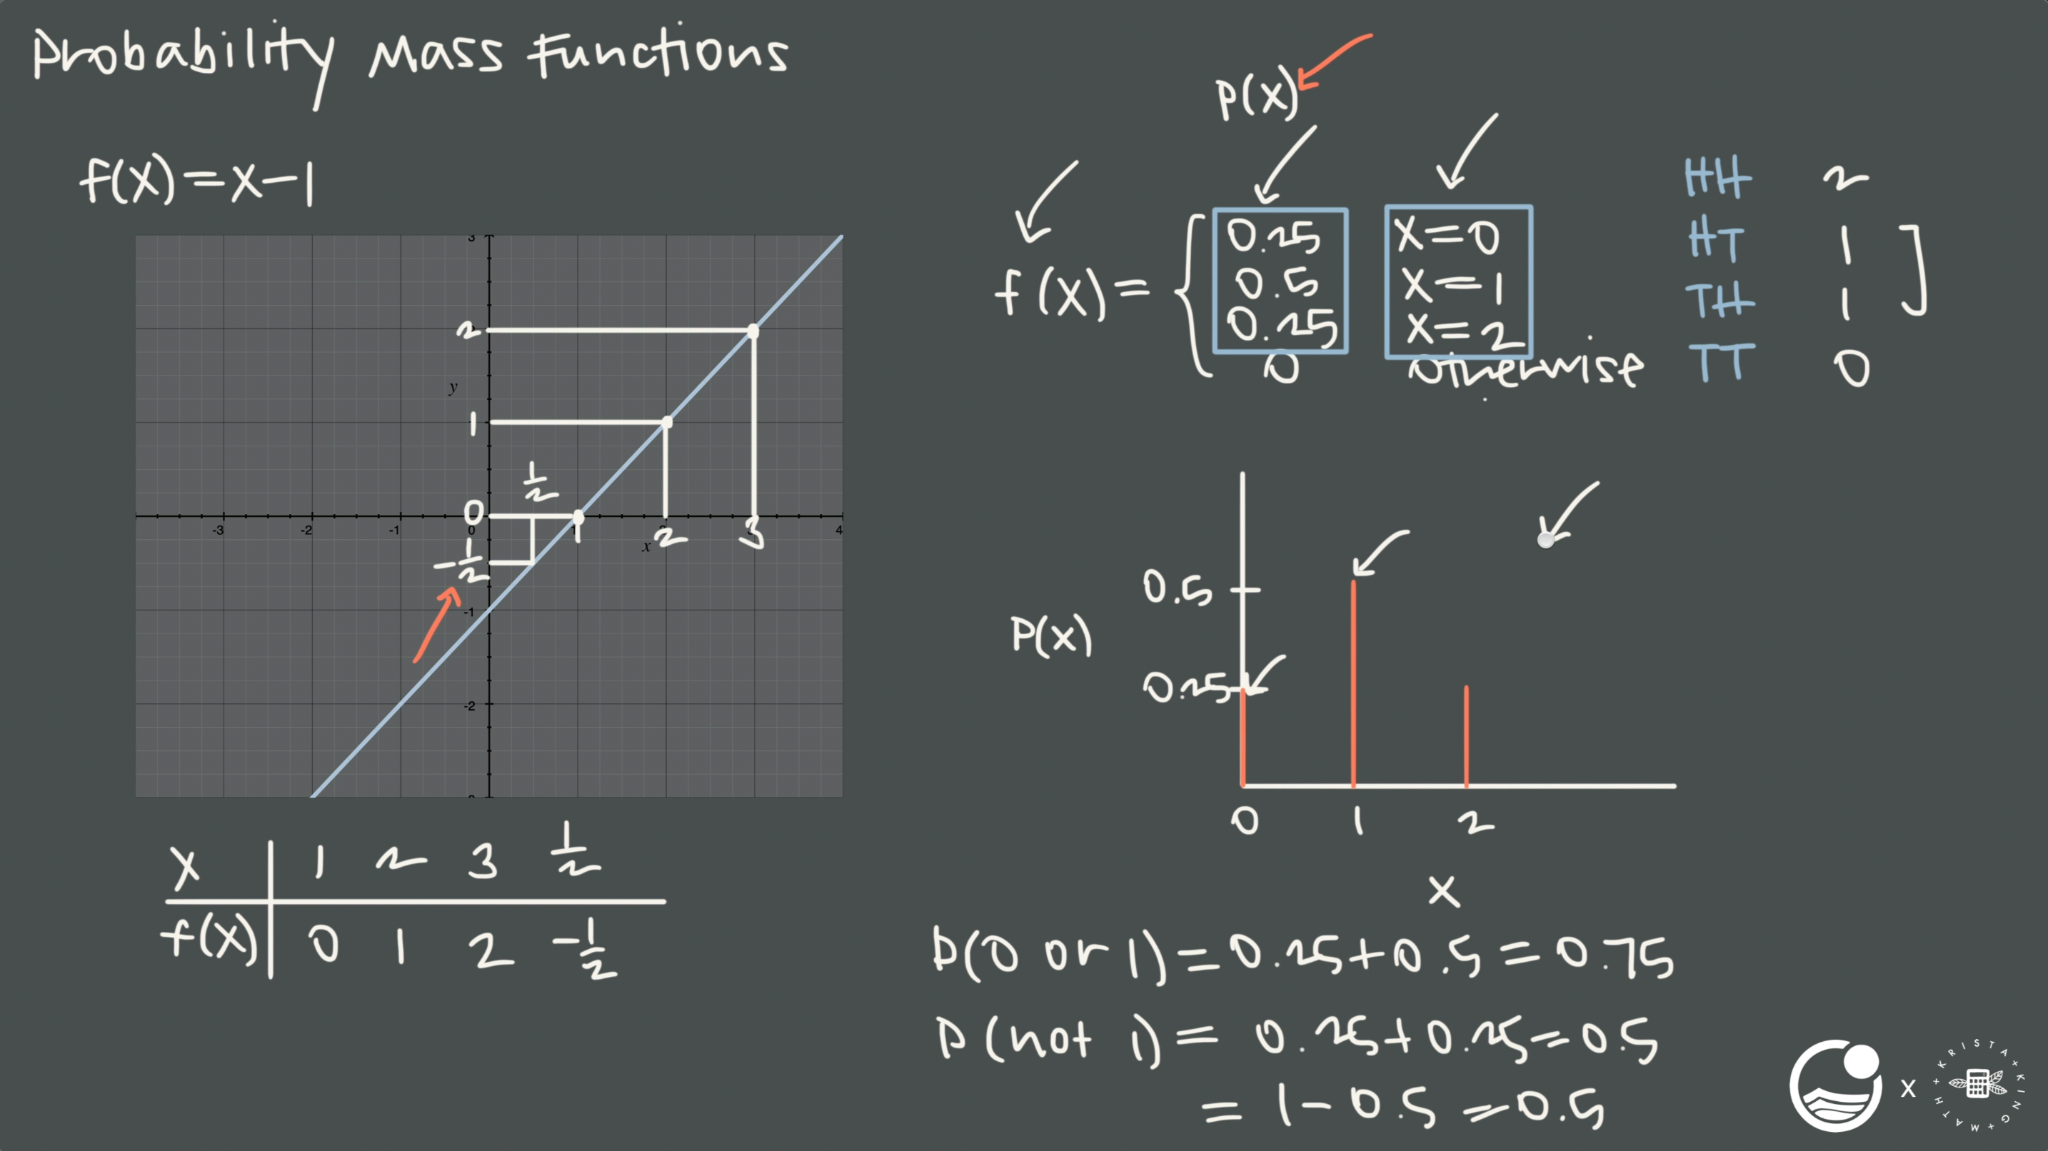 Probability Mass Functions
f(x)=x-1
3
2
y
1
1/2
0
-3 -2 -1 0 1 x 2 3 4
-1/2
-1
-2
x 1 2 3 1/2
f(x) 0 1 2 -1/2
P(x)
f(x)= { 0.25 x=0
0.5 x=1
0.25 x=2
0 otherwise
HH 2
HT 1
TH 1 ]
TT 0
0.5
P(x)
0.25
0 1 2
x
P(0 or 1)=0.25+0.5=0.75
P(not 1)= 0.25+0.25=0.5
= 1-0.5=0.5
x
KRISTA+KING+MATH+